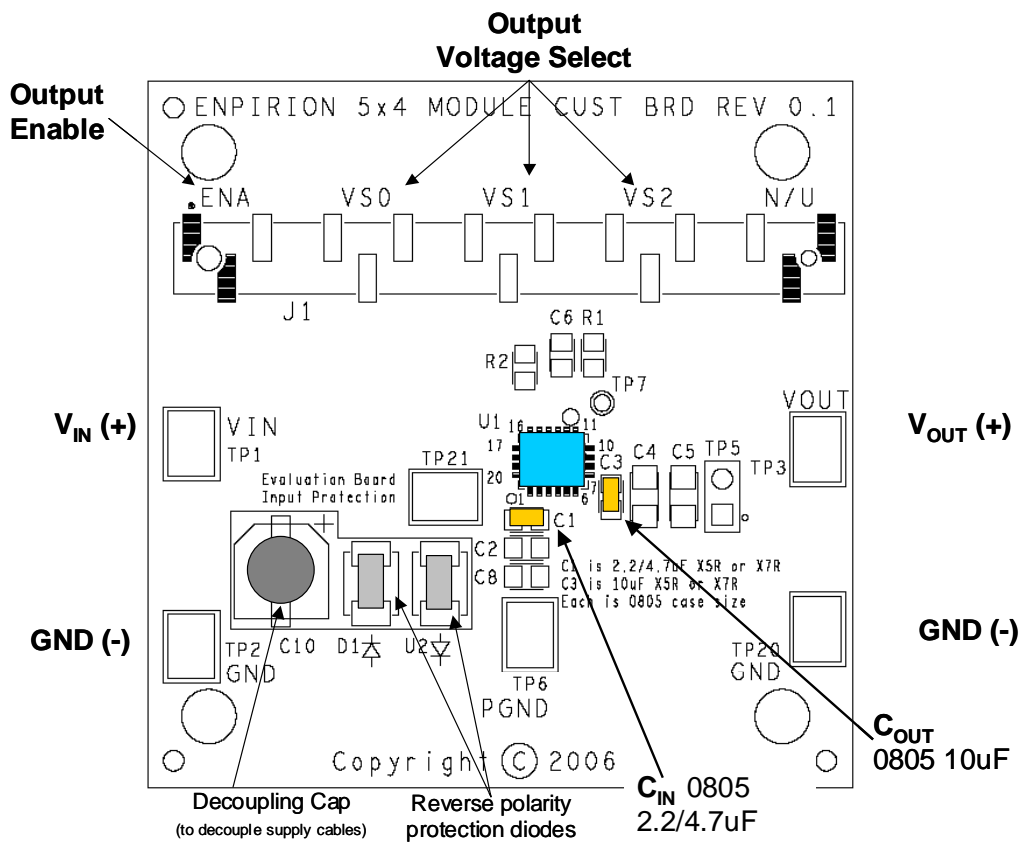 Output
Voltage Select
Output
Enable
ENPIRION 5x4 MODULE CUST BRD REV 0.1
ENA VS0 VS1 VS2 N/U
J1
C6 R1
R2
TP7
VOUT
V_IN (+)
VIN
TP1
U1
16 11
17 10
20 7
6
C3 C4 C5 TP5
TP3
V_OUT (+)
TP21
Evaluation Board
Input Protection
+
C1
C1
C2
C8
C1 is 2.2/4.7uF X5R or X7R
C3 is 10uF X5R or X7R
Each is 0805 case size
GND (-)
TP2
GND
C10 D1 U2
TP6
PGND
TP20
GND
GND (-)
C_OUT
0805 10uF
Copyright © 2006
C_IN 0805
2.2/4.7uF
Decoupling Cap
(to decouple supply cables)
Reverse polarity
protection diodes